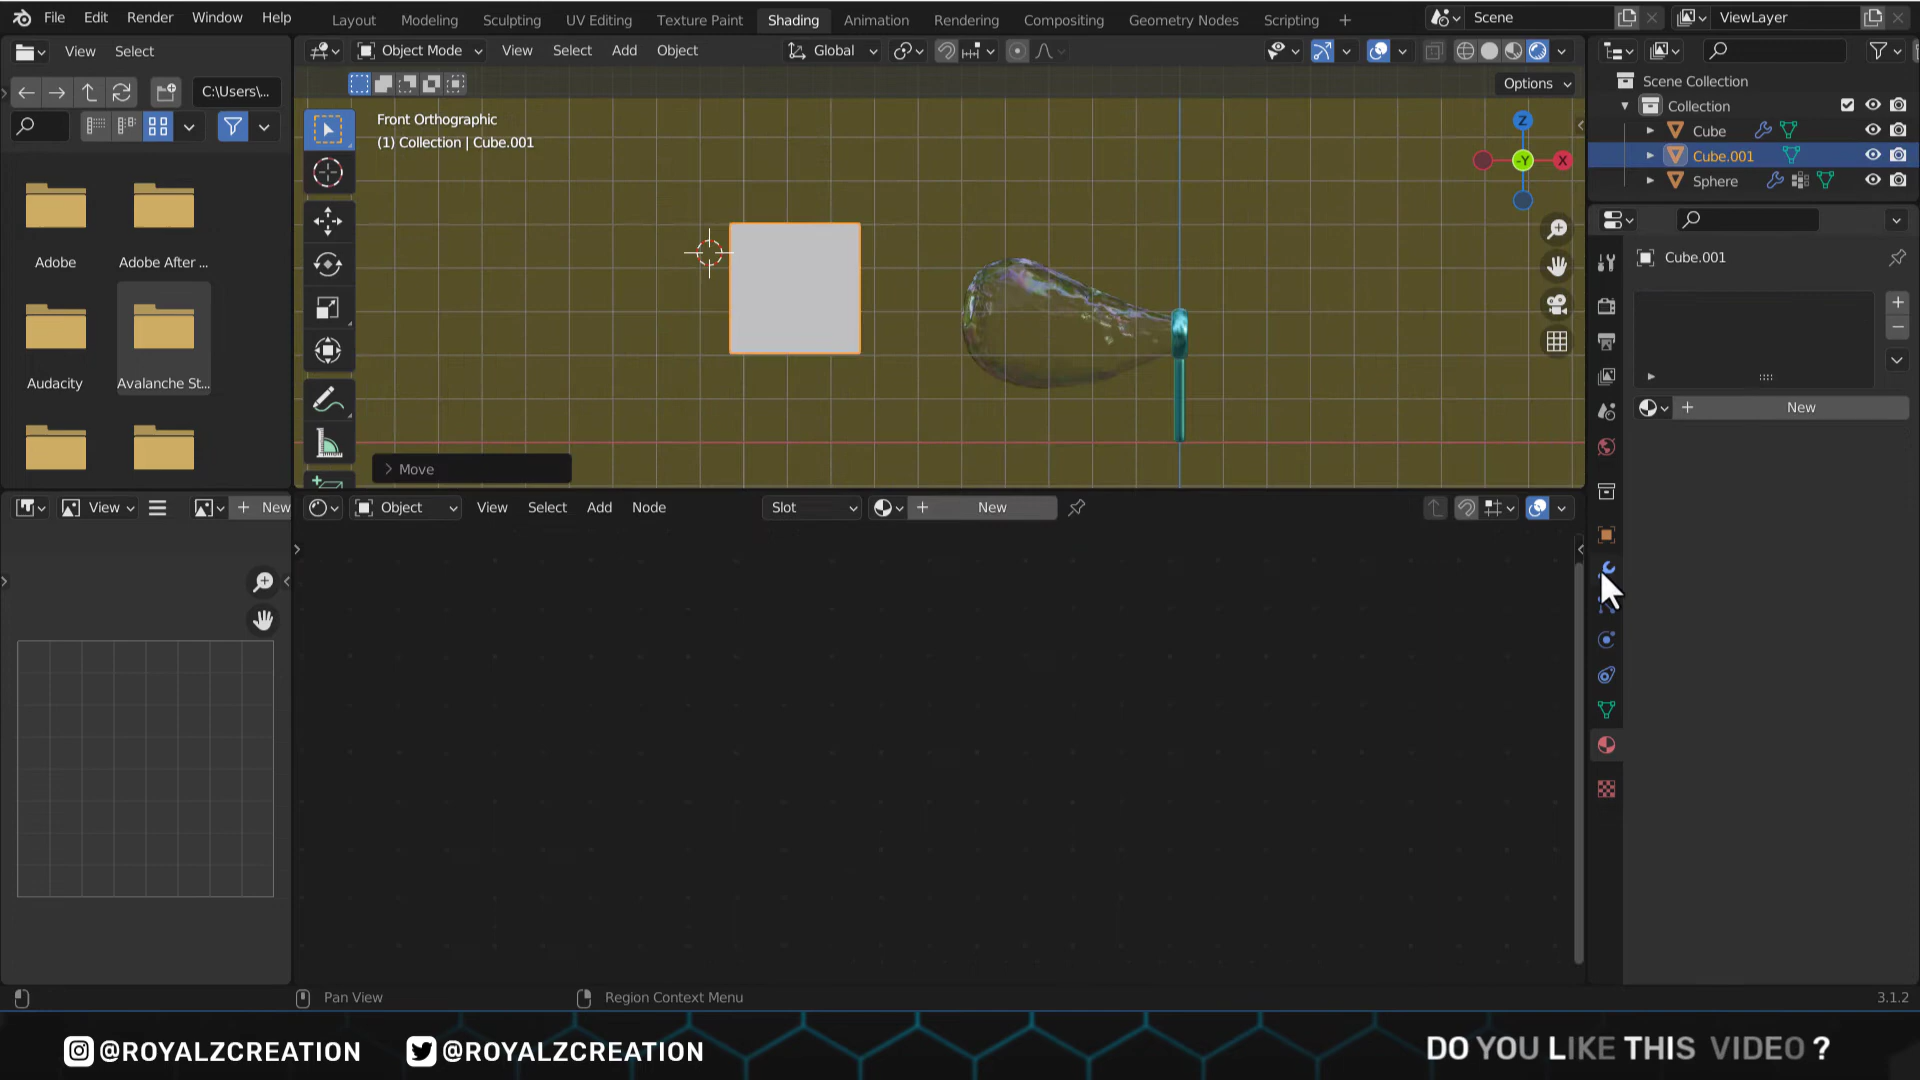 File Edit Render Window Help
Layout Modeling Sculpting UV Editing Texture Paint Shading Animation Rendering Compositing Geometry Nodes Scripting +
Scene
ViewLayer
View Select
Object Mode View Select Add Object
Global
Options
C:\Users\...
Adobe
Adobe After ...
Audacity
Avalanche St...
Front Orthographic
(1) Collection | Cube.001
Z
-Y
X
Move
Scene Collection
Collection
Cube
Cube.001
Sphere
Cube.001
New
View
New
Object View Select Add Node
Slot
New
Pan View
Region Context Menu
3.1.2
@ROYALZCREATION
@ROYALZCREATION
DO YOU LIKE THIS VIDEO ?